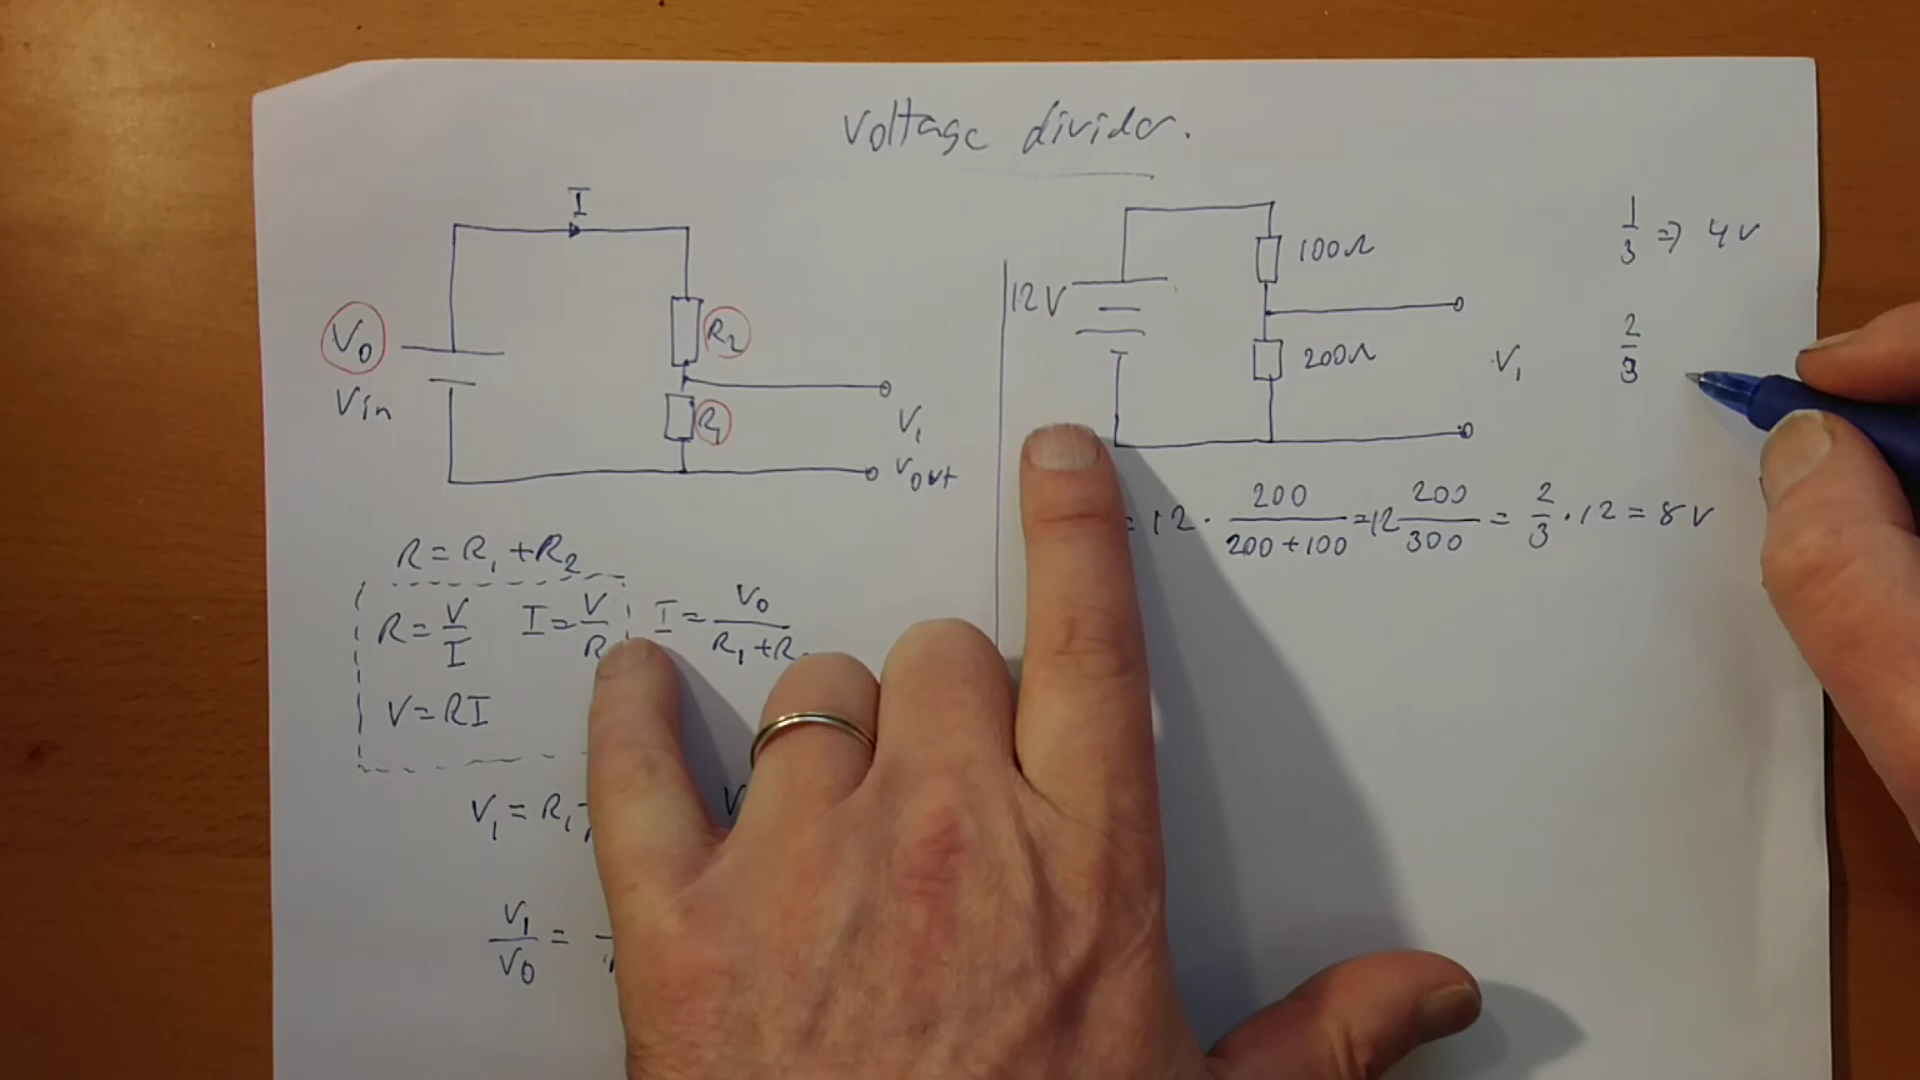 voltage divider.
I
V0
Vin
R2
R1
V1
Vout
R = R1 + R2
R = V/I I = V/R I = V0/R1+R
V = RI
V1 = R1
V
V1/V0 =
12V
100Ω
200Ω
V1
1/3 => 4V
2/3
= 12 · 200/200+100 = 12 200/300 = 2/3 · 12 = 8V